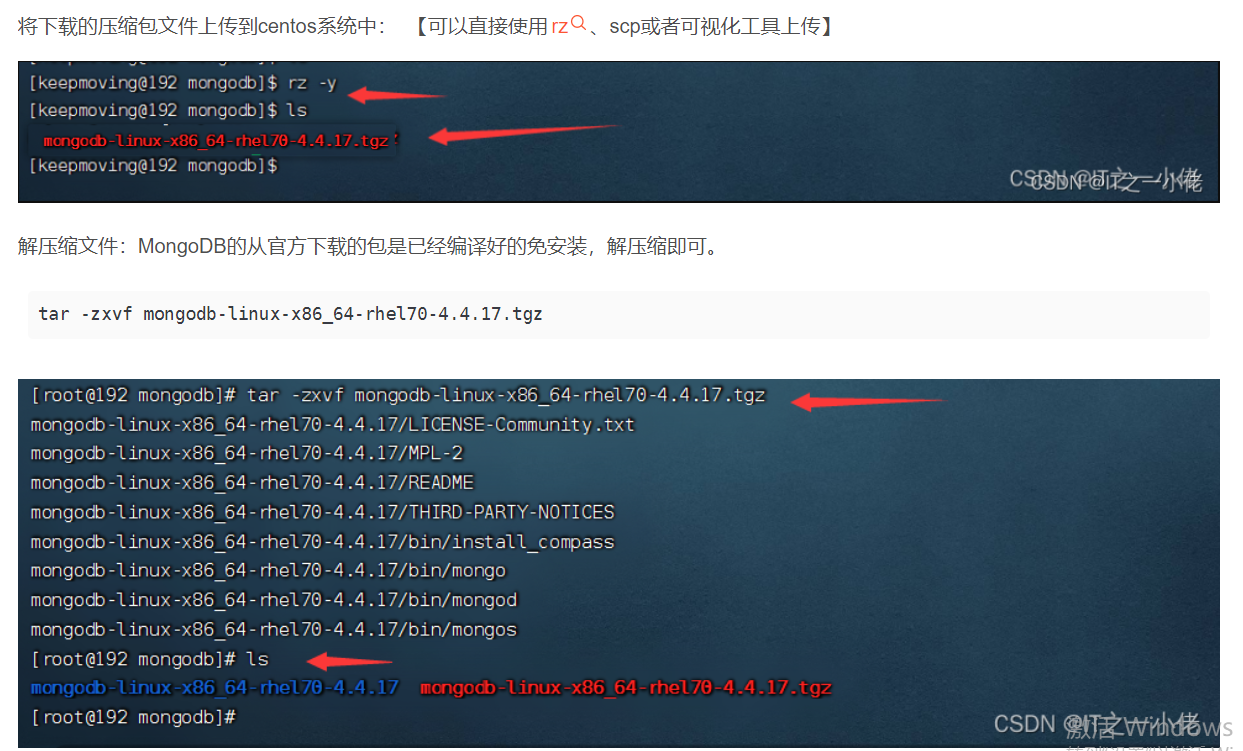 将下载的压缩包文件上传到centos系统中： 【可以直接使用rz、scp或者可视化工具上传】
[keepmoving@192 mongodb]$ rz -y
[keepmoving@192 mongodb]$ ls
mongodb-linux-x86_64-rhel70-4.4.17.tgz
[keepmoving@192 mongodb]$
CSDN @IT之一小佬
CSDN @IT之一小佬
解压缩文件：MongoDB的从官方下载的包是已经编译好的免安装，解压缩即可。
tar -zxvf mongodb-linux-x86_64-rhel70-4.4.17.tgz
[root@192 mongodb]# tar -zxvf mongodb-linux-x86_64-rhel70-4.4.17.tgz
mongodb-linux-x86_64-rhel70-4.4.17/LICENSE-Community.txt
mongodb-linux-x86_64-rhel70-4.4.17/MPL-2
mongodb-linux-x86_64-rhel70-4.4.17/README
mongodb-linux-x86_64-rhel70-4.4.17/THIRD-PARTY-NOTICES
mongodb-linux-x86_64-rhel70-4.4.17/bin/install_compass
mongodb-linux-x86_64-rhel70-4.4.17/bin/mongo
mongodb-linux-x86_64-rhel70-4.4.17/bin/mongod
mongodb-linux-x86_64-rhel70-4.4.17/bin/mongos
[root@192 mongodb]# ls
mongodb-linux-x86_64-rhel70-4.4.17 mongodb-linux-x86_64-rhel70-4.4.17.tgz
[root@192 mongodb]#
CSDN @IT之一小佬
激活 Windows